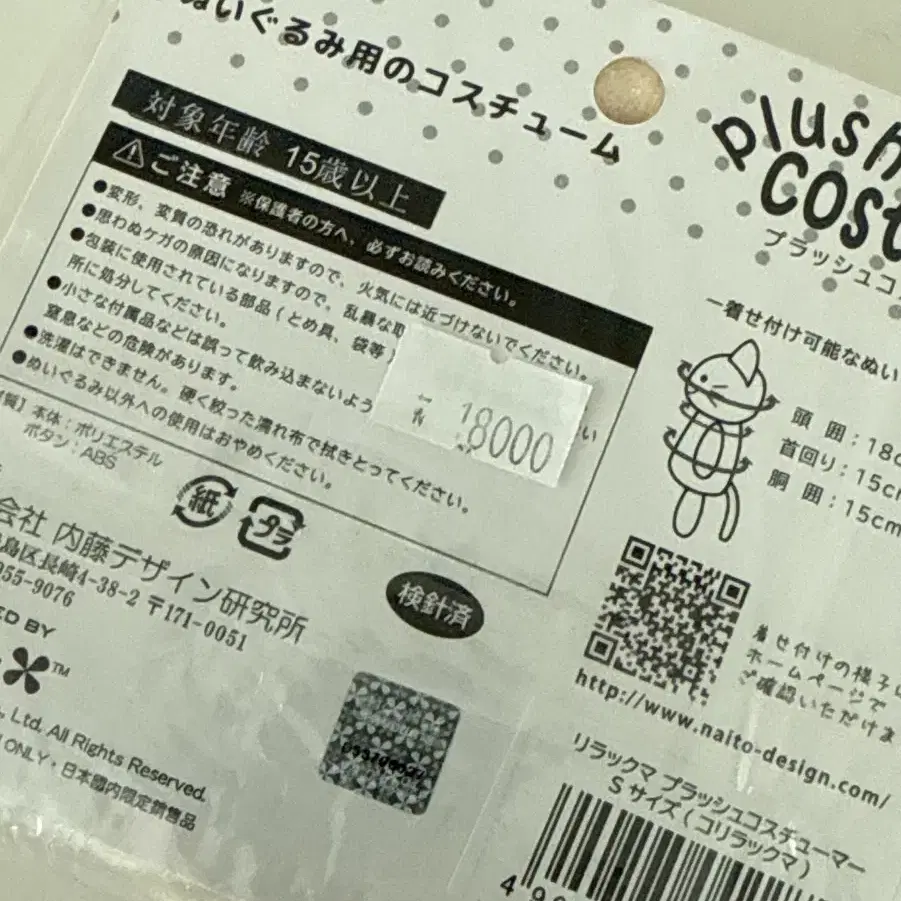 ぬいぐるみ用のコスチューム
対象年齢 15歳以上
ご注意 ※保護者の方へ、必ずお読みください。
●変形、変質の恐れがありますので、火気には近づけないでください。
●思わぬケガの原因になりますので、乱暴な
●包装に使用されている部品(とめ具、袋等)
所に処分してください。
●小さな付属品などは誤って飲み込まないよう
い
窒息などの危険があります。
●洗濯はできません。硬く絞った濡れ布で拭きとってください。
●ぬいぐるみ以外への使用はおやめください。
18000
質】本体:ポリエステル
ボタン:ABS
紙
プラ
会社 内藤デザイン研究所
島区長崎4-38-2 〒171-0051
955-9076
検針済
ED BY
TM
Ltd. All Rights Reserved.
ONLY・日本國内限定銷售品
plush
cost
プラッシュコ
着せ付け可能なぬい
頭 囲:18c
首回り:15cm
胴 囲:15cm
着せ付けの様子
ホームページで
ご確認いただけま
http://www.naito-design.com/
リラックマ プラッシュコスチューマー
Sサイズ(コリラックマ)